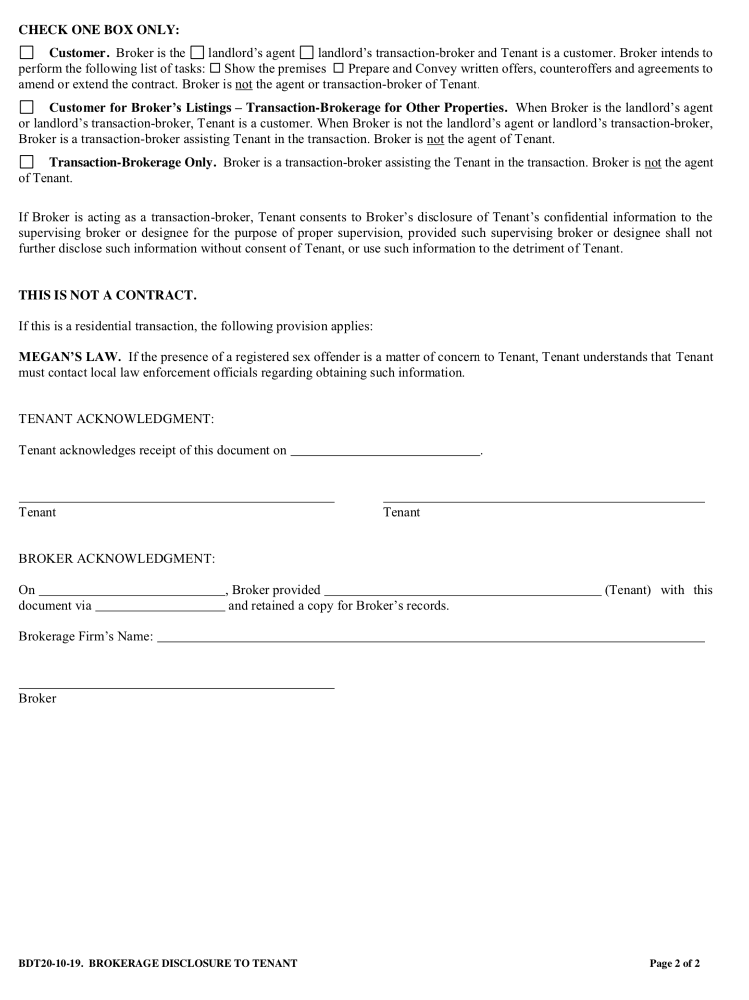 CHECK ONE BOX ONLY:
☐ Customer. Broker is the ☐ landlord’s agent ☐ landlord’s transaction-broker and Tenant is a customer. Broker intends to
perform the following list of tasks: ☐ Show the premises ☐ Prepare and Convey written offers, counteroffers and agreements to
amend or extend the contract. Broker is not the agent or transaction-broker of Tenant.
☐ Customer for Broker’s Listings – Transaction-Brokerage for Other Properties. When Broker is the landlord’s agent
or landlord’s transaction-broker, Tenant is a customer. When Broker is not the landlord’s agent or landlord’s transaction-broker,
Broker is a transaction-broker assisting Tenant in the transaction. Broker is not the agent of Tenant.
☐ Transaction-Brokerage Only. Broker is a transaction-broker assisting the Tenant in the transaction. Broker is not the agent
of Tenant.
If Broker is acting as a transaction-broker, Tenant consents to Broker’s disclosure of Tenant’s confidential information to the
supervising broker or designee for the purpose of proper supervision, provided such supervising broker or designee shall not
further disclose such information without consent of Tenant, or use such information to the detriment of Tenant.
THIS IS NOT A CONTRACT.
If this is a residential transaction, the following provision applies:
MEGAN’S LAW. If the presence of a registered sex offender is a matter of concern to Tenant, Tenant understands that Tenant
must contact local law enforcement officials regarding obtaining such information.
TENANT ACKNOWLEDGMENT:
Tenant acknowledges receipt of this document on ____________________________.
Tenant Tenant
BROKER ACKNOWLEDGMENT:
On ____________________________, Broker provided __________________________________________ (Tenant) with this
document via ____________________ and retained a copy for Broker’s records.
Brokerage Firm’s Name: ____________________________________________________________
Broker
BDT20-10-19. BROKERAGE DISCLOSURE TO TENANT Page 2 of 2